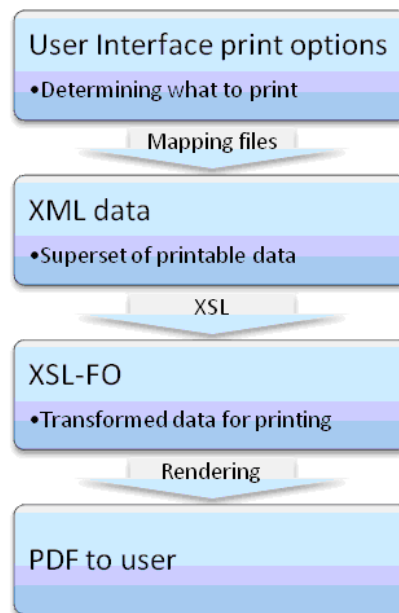 User Interface print options
•Determining what to print
Mapping files
XML data
•Superset of printable data
XSL
XSL-FO
•Transformed data for printing
Rendering
PDF to user